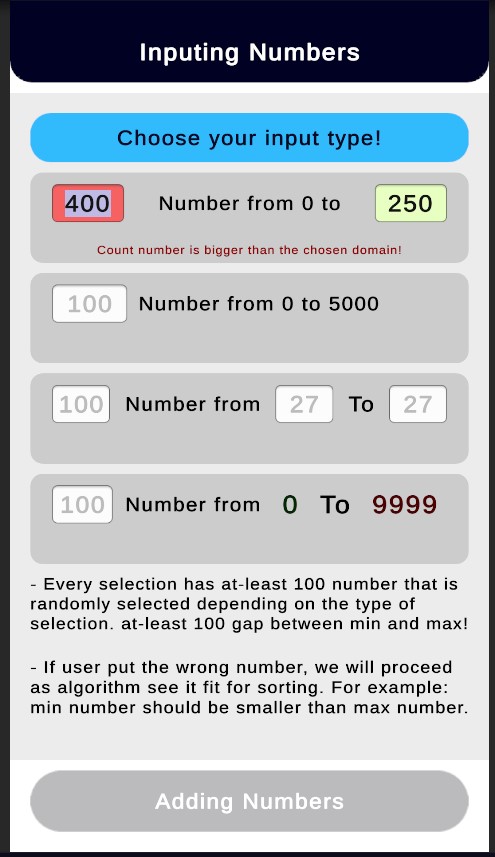 Inputing Numbers
Choose your input type!
400 Number from 0 to 250
Count number is bigger than the chosen domain!
100 Number from 0 to 5000
100 Number from 27 To 27
100 Number from 0 To 9999
- Every selection has at-least 100 number that is
randomly selected depending on the type of
selection. at-least 100 gap between min and max!
- If user put the wrong number, we will proceed
as algorithm see it fit for sorting. For example:
min number should be smaller than max number.
Adding Numbers